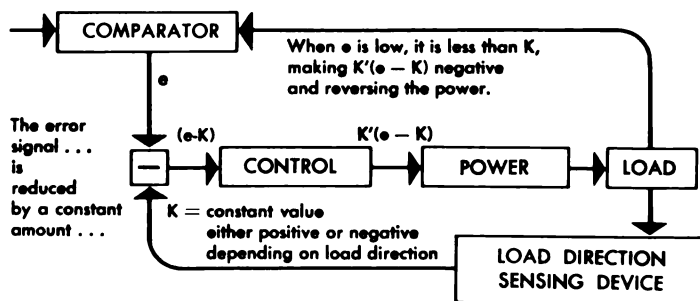 COMPARATOR
When e is low, it is less than K,
making K'(e – K) negative
and reversing the power.
e
The error
signal . . .
is
reduced
by a constant
amount . . .
(e-K)
K'(e – K)
—
CONTROL
POWER
LOAD
K = constant value
either positive or negative
depending on load direction
LOAD DIRECTION
SENSING DEVICE